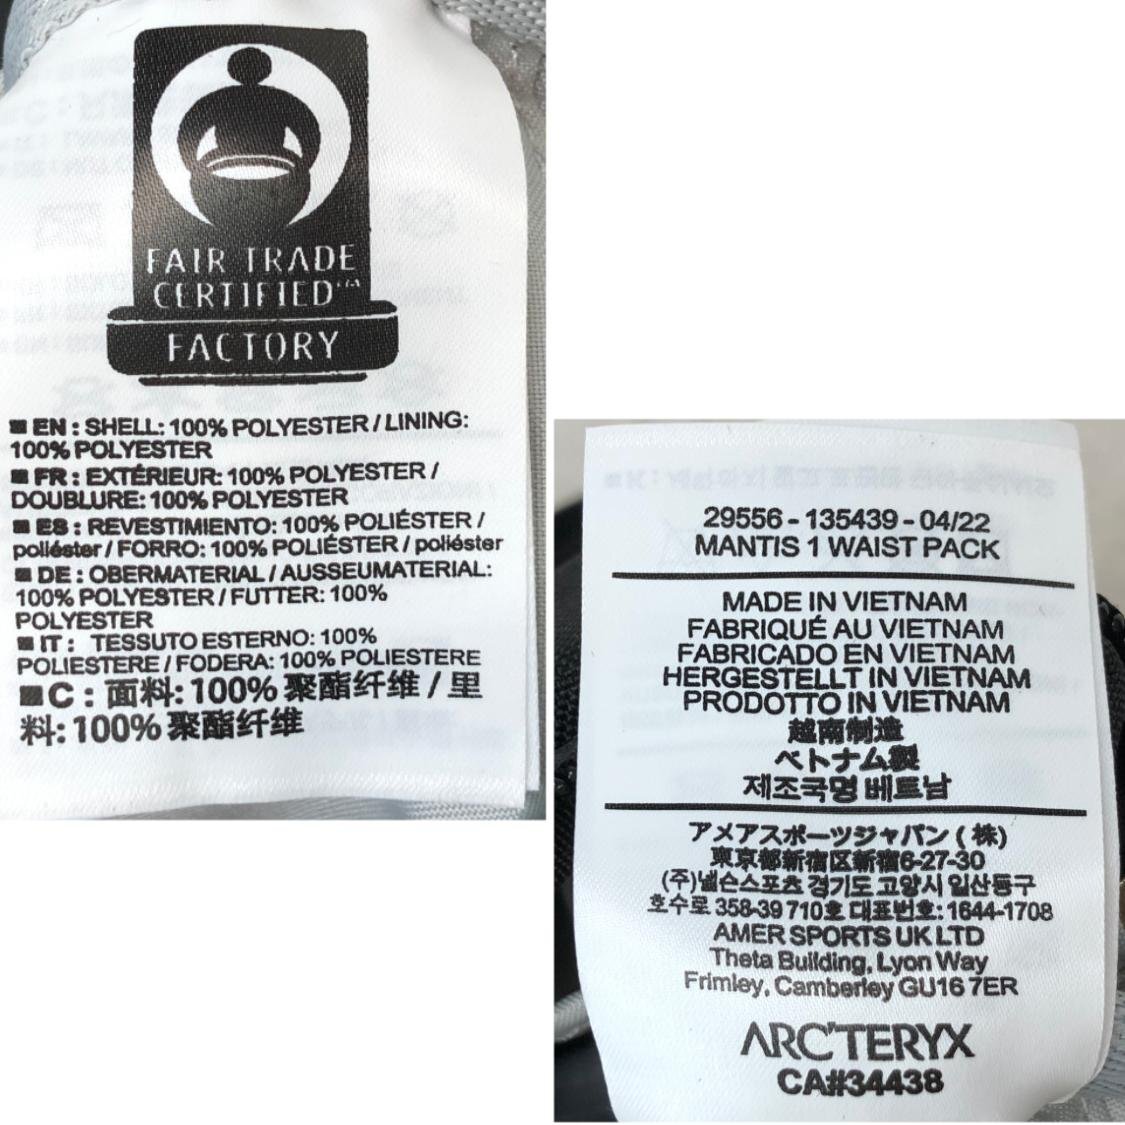 FAIR TRADE
CERTIFIED™
FACTORY
■ EN : SHELL: 100% POLYESTER / LINING:
100% POLYESTER
■ FR : EXTÉRIEUR: 100% POLYESTER /
DOUBLURE: 100% POLYESTER
■ ES : REVESTIMIENTO: 100% POLIÉSTER /
poliéster / FORRO: 100% POLIÉSTER / poliéster
■ DE : OBERMATERIAL / AUSSEUMATERIAL:
100% POLYESTER / FUTTER: 100%
POLYESTER
■ IT : TESSUTO ESTERNO: 100%
POLIESTERE / FODERA: 100% POLIESTERE
■C : 面料: 100% 聚酯纤维 / 里
料: 100% 聚酯纤维
29556 - 135439 - 04/22
MANTIS 1 WAIST PACK
MADE IN VIETNAM
FABRIQUÉ AU VIETNAM
FABRICADO EN VIETNAM
HERGESTELLT IN VIETNAM
PRODOTTO IN VIETNAM
越南制造
ベトナム製
제조국명 베트남
アメアスポーツジャパン ( 株)
東京都新宿区新宿6-27-30
(주)넬슨스포츠 경기도 고양시 일산동구
호수로 358-39 710호 대표번호: 1644-1708
AMER SPORTS UK LTD
Theta Building, Lyon Way
Frimley, Camberley GU16 7ER
ARC'TERYX
CA#34438